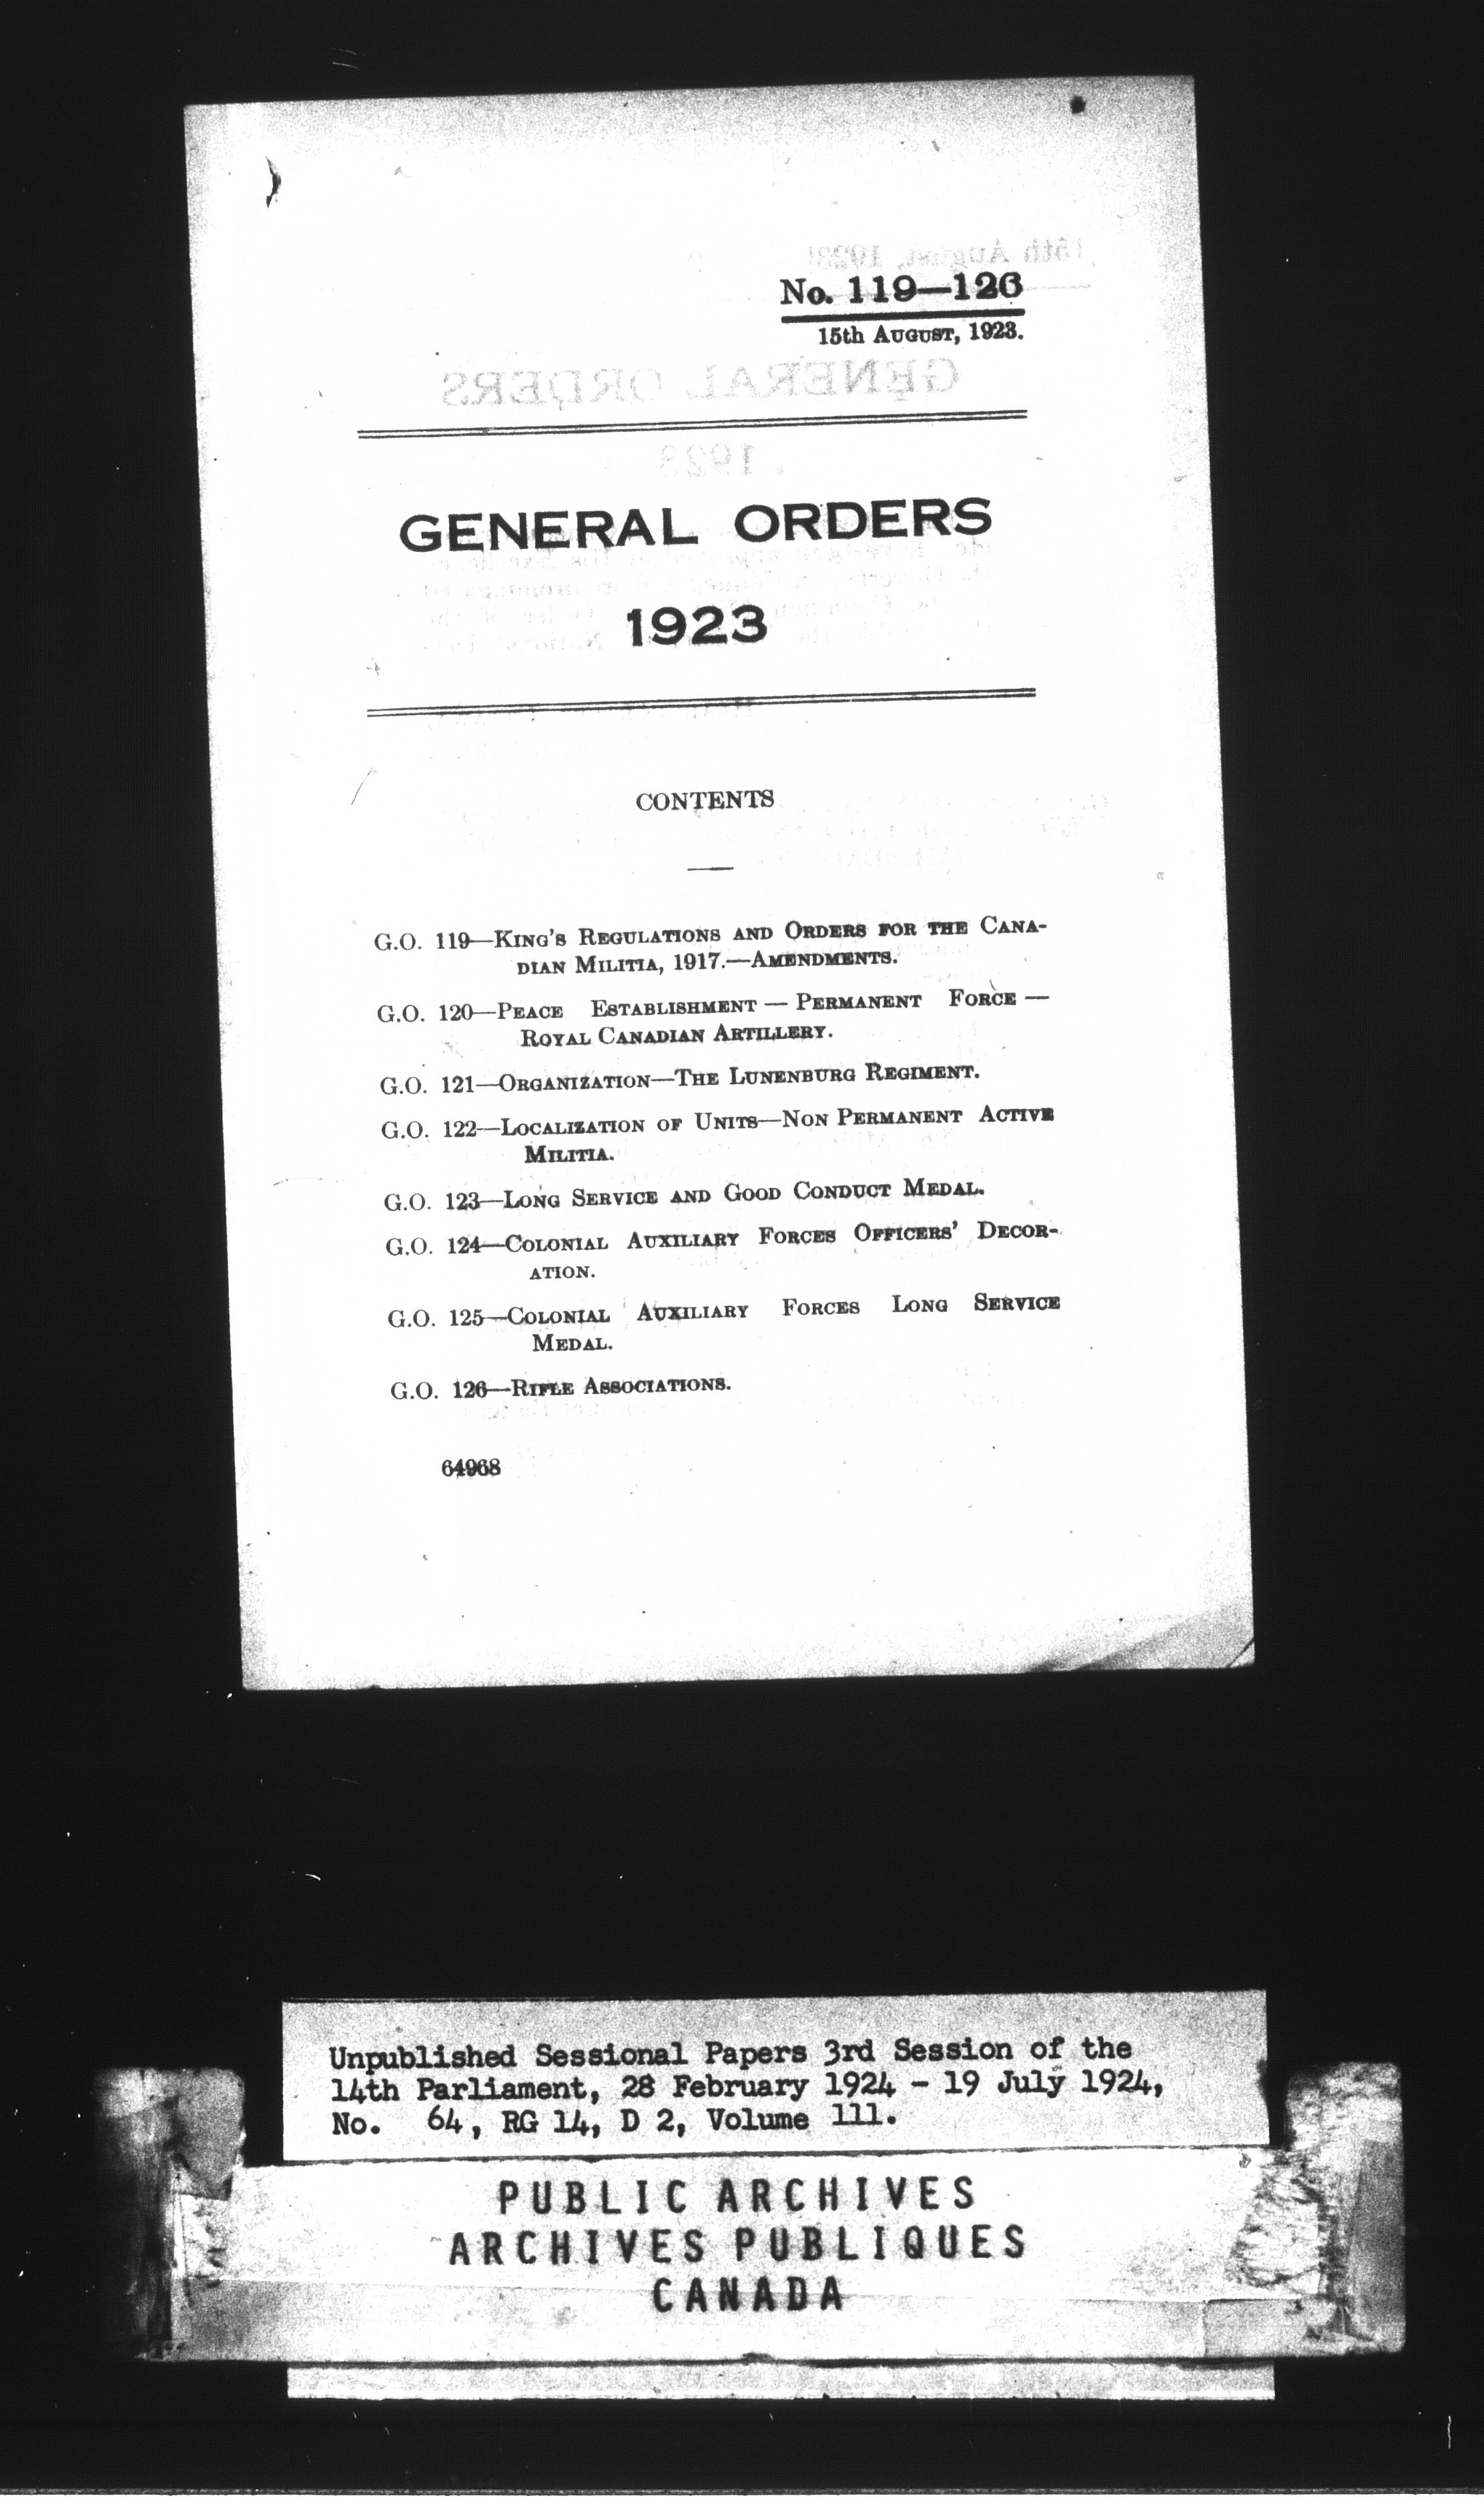 No. 119—126
15th August, 1923.
GENERAL ORDERS
1923
CONTENTS
G.O. 119—King's Regulations and Orders for the Cana-
dian Militia, 1917.—Amendments.
G.O. 120—Peace Establishment — Permanent Force —
Royal Canadian Artillery.
G.O. 121—Organization—The Lunenburg Regiment.
G.O. 122—Localization of Units—Non Permanent Active
Militia.
G.O. 123—Long Service and Good Conduct Medal.
G.O. 124—Colonial Auxiliary Forces Officers' Decor-
ation.
G.O. 125—Colonial Auxiliary Forces Long Service
Medal.
G.O. 126—Rifle Associations.
64968
Unpublished Sessional Papers 3rd Session of the
14th Parliament, 28 February 1924 - 19 July 1924,
No. 64, RG 14, D 2, Volume 111.
PUBLIC ARCHIVES
ARCHIVES PUBLIQUES
CANADA